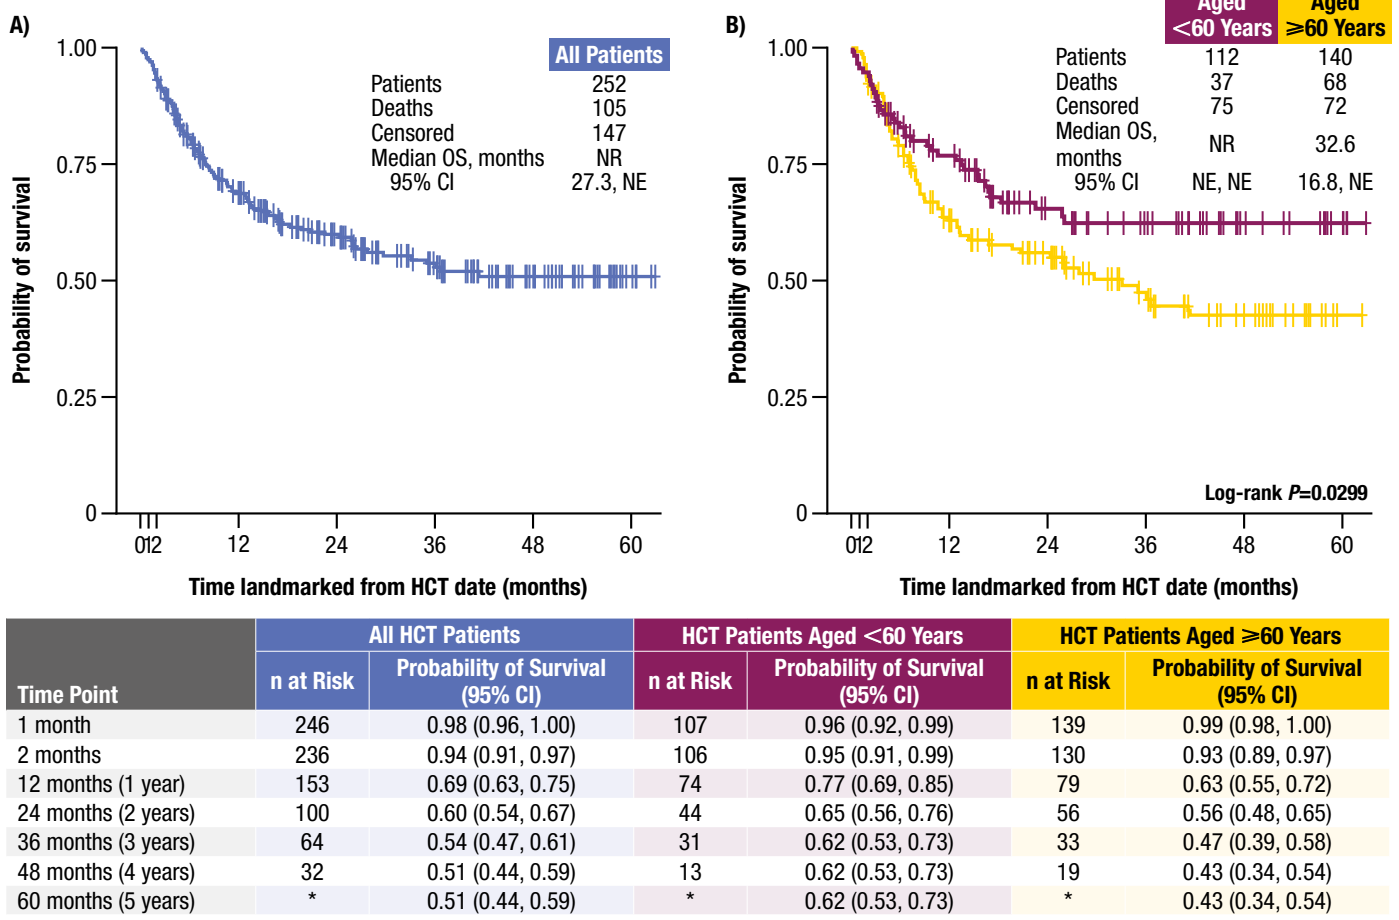 A)
All Patients
Patients 252
Deaths 105
Censored 147
Median OS, months NR
95% CI 27.3, NE
Probability of survival
1.00
0.75
0.50
0.25
0
0 1 2 12 24 36 48 60
Time landmarked from HCT date (months)
B)
Aged <60 Years
Aged ⩾60 Years
Patients 112 140
Deaths 37 68
Censored 75 72
Median OS,
months NR 32.6
95% CI NE, NE 16.8, NE
Probability of survival
1.00
0.75
0.50
0.25
0
Log-rank P=0.0299
0 1 2 12 24 36 48 60
Time landmarked from HCT date (months)
All HCT Patients HCT Patients Aged <60 Years HCT Patients Aged ⩾60 Years
Time Point n at Risk Probability of Survival (95% CI) n at Risk Probability of Survival (95% CI) n at Risk Probability of Survival (95% CI)
1 month 246 0.98 (0.96, 1.00) 107 0.96 (0.92, 0.99) 139 0.99 (0.98, 1.00)
2 months 236 0.94 (0.91, 0.97) 106 0.95 (0.91, 0.99) 130 0.93 (0.89, 0.97)
12 months (1 year) 153 0.69 (0.63, 0.75) 74 0.77 (0.69, 0.85) 79 0.63 (0.55, 0.72)
24 months (2 years) 100 0.60 (0.54, 0.67) 44 0.65 (0.56, 0.76) 56 0.56 (0.48, 0.65)
36 months (3 years) 64 0.54 (0.47, 0.61) 31 0.62 (0.53, 0.73) 33 0.47 (0.39, 0.58)
48 months (4 years) 32 0.51 (0.44, 0.59) 13 0.62 (0.53, 0.73) 19 0.43 (0.34, 0.54)
60 months (5 years) * 0.51 (0.44, 0.59) * 0.62 (0.53, 0.73) * 0.43 (0.34, 0.54)